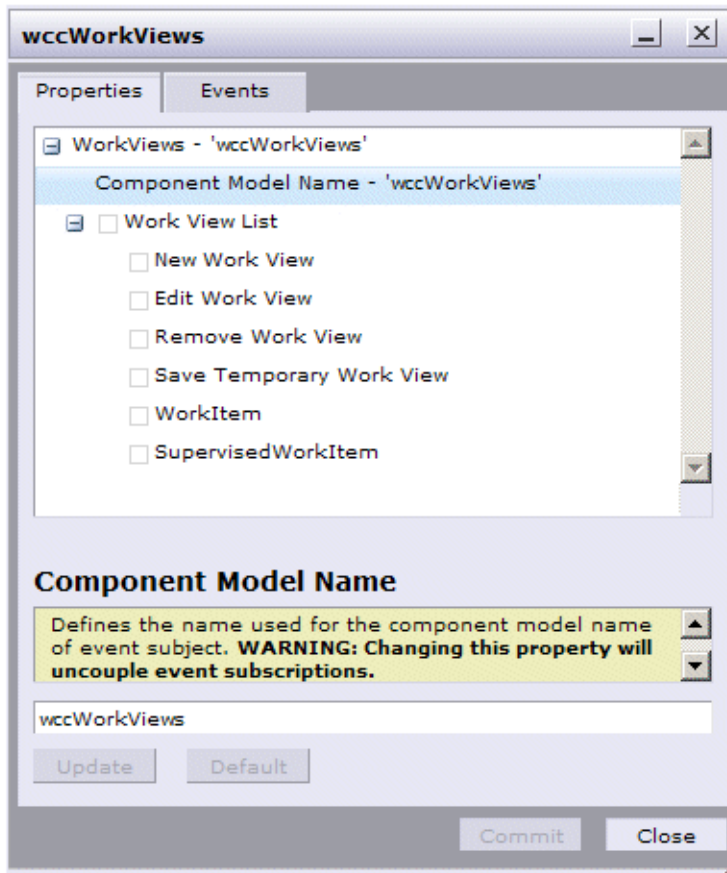 wccWorkViews
Properties Events
WorkViews - 'wccWorkViews'
Component Model Name - 'wccWorkViews'
Work View List
New Work View
Edit Work View
Remove Work View
Save Temporary Work View
WorkItem
SupervisedWorkItem
Component Model Name
Defines the name used for the component model name
of event subject. WARNING: Changing this property will
uncouple event subscriptions.
wccWorkViews
Update Default
Commit Close